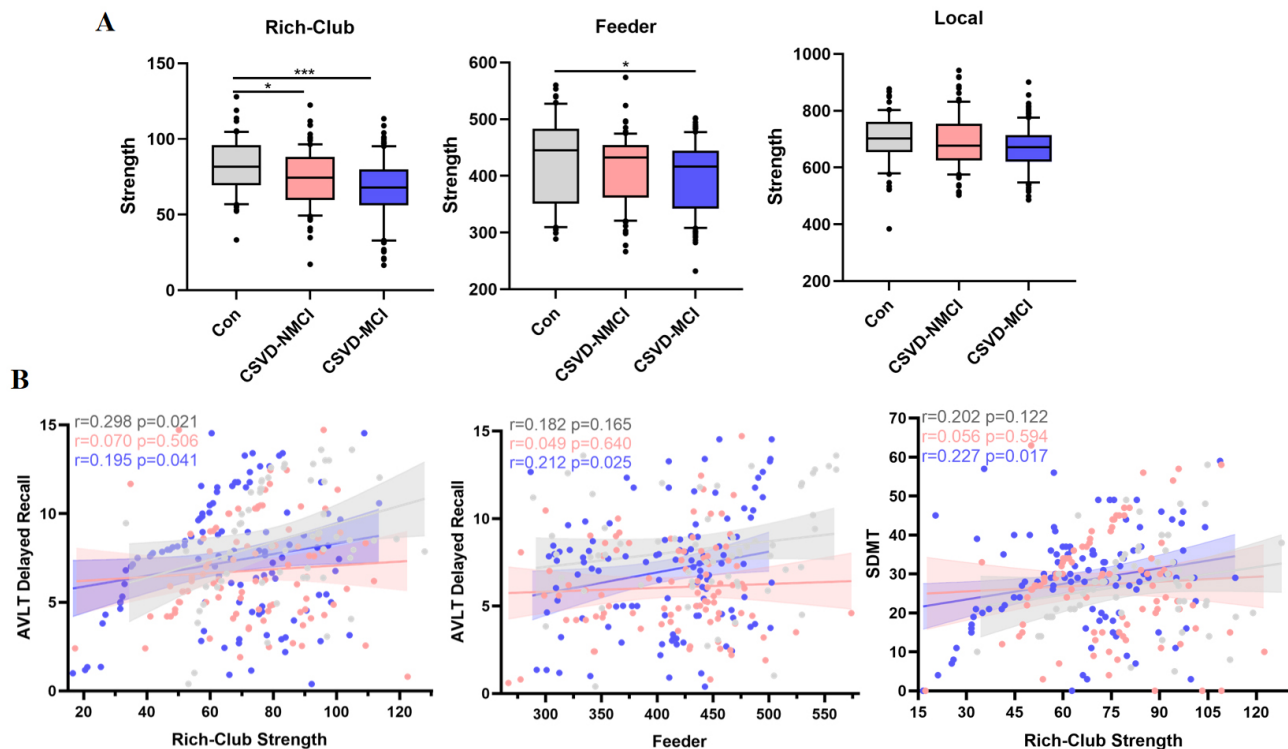 A
Rich-Club
Feeder
Local
Strength
150
100
50
0
***
*
Con
CSVD-NMCI
CSVD-MCI
Strength
600
500
400
300
200
*
Con
CSVD-NMCI
CSVD-MCI
Strength
1000
800
600
400
200
Con
CSVD-NMCI
CSVD-MCI
B
r=0.298 p=0.021
r=0.070 p=0.506
r=0.195 p=0.041
AVLT Delayed Recall
15
10
5
0
20 40 60 80 100 120
Rich-Club Strength
r=0.182 p=0.165
r=0.049 p=0.640
r=0.212 p=0.025
AVLT Delayed Recall
15
10
5
0
300 350 400 450 500 550
Feeder
r=0.202 p=0.122
r=0.056 p=0.594
r=0.227 p=0.017
SDMT
70
60
50
40
30
20
10
0
15 30 45 60 75 90 105 120
Rich-Club Strength